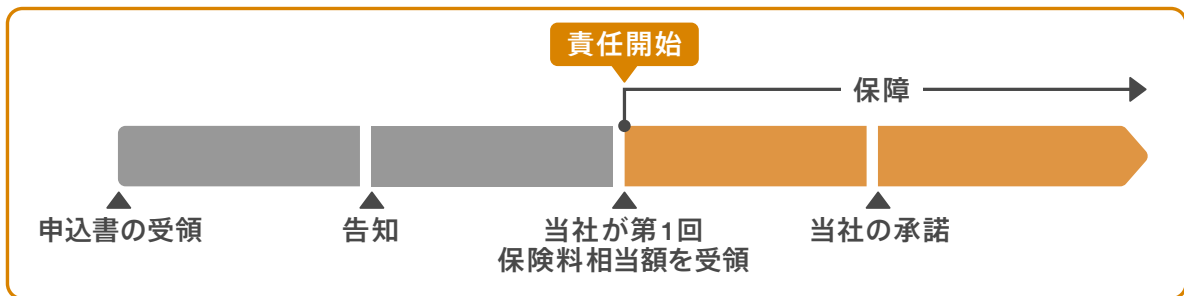 責任開始
保障
申込書の受領
告知
当社が第1回
保険料相当額を受領
当社の承諾